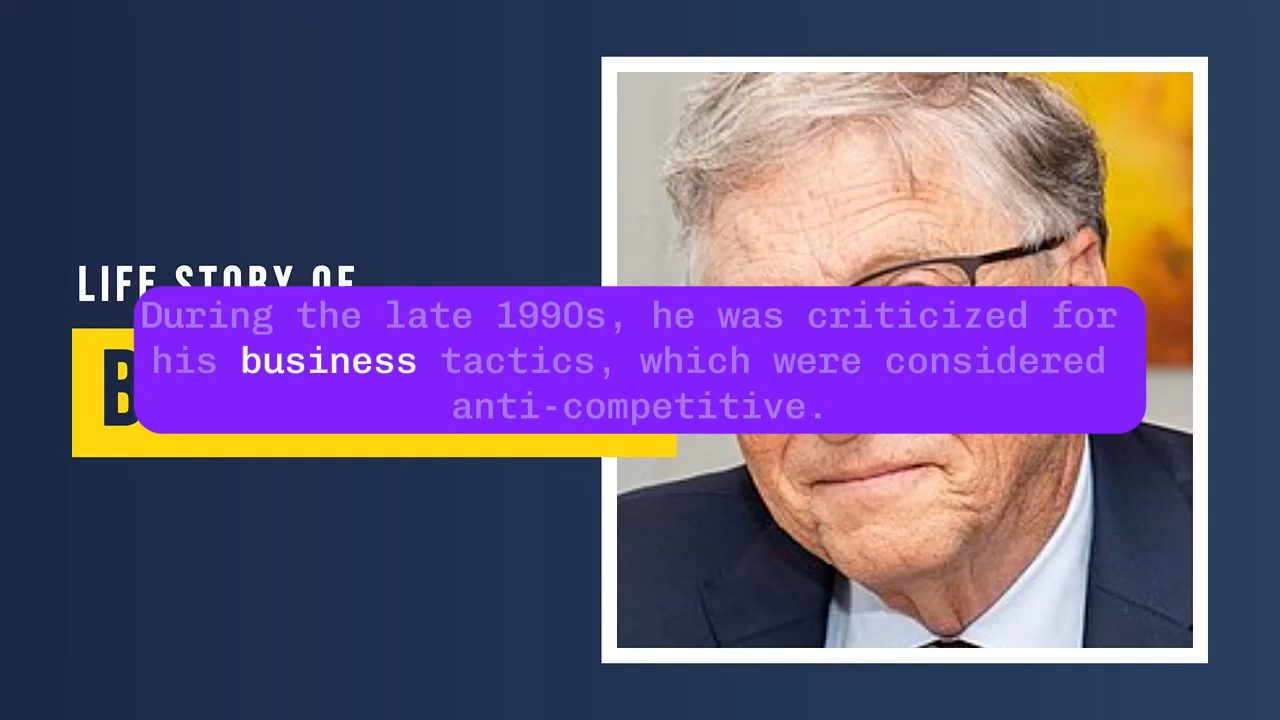 LIFE STORY OF
B
During the late 1990s, he was criticized for
his business tactics, which were considered
anti-competitive.